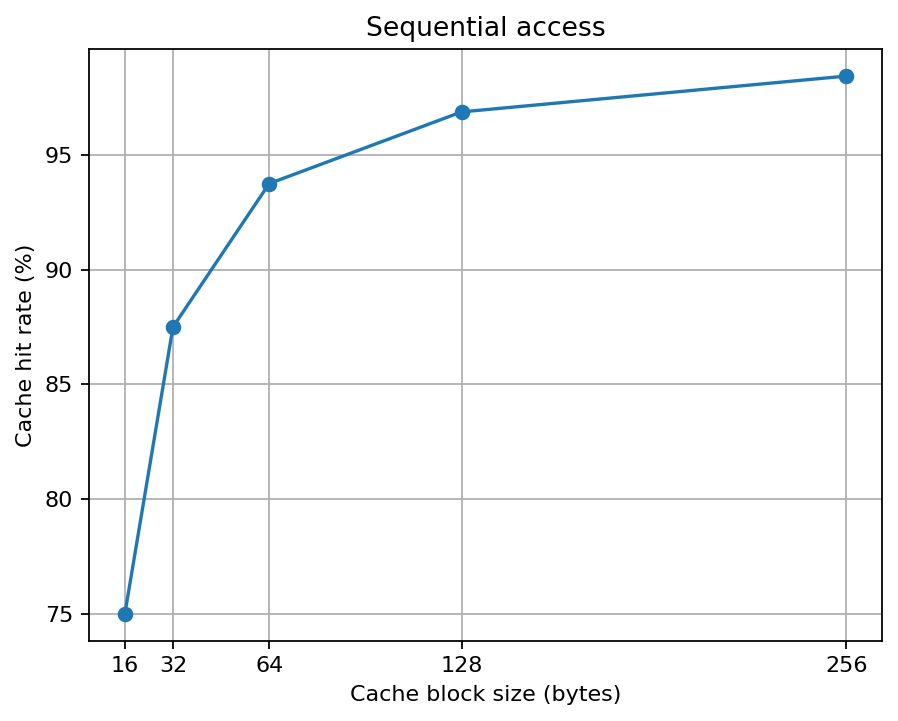 Sequential access
Cache hit rate (%)
95
90
85
80
75
16 32 64 128 256
Cache block size (bytes)